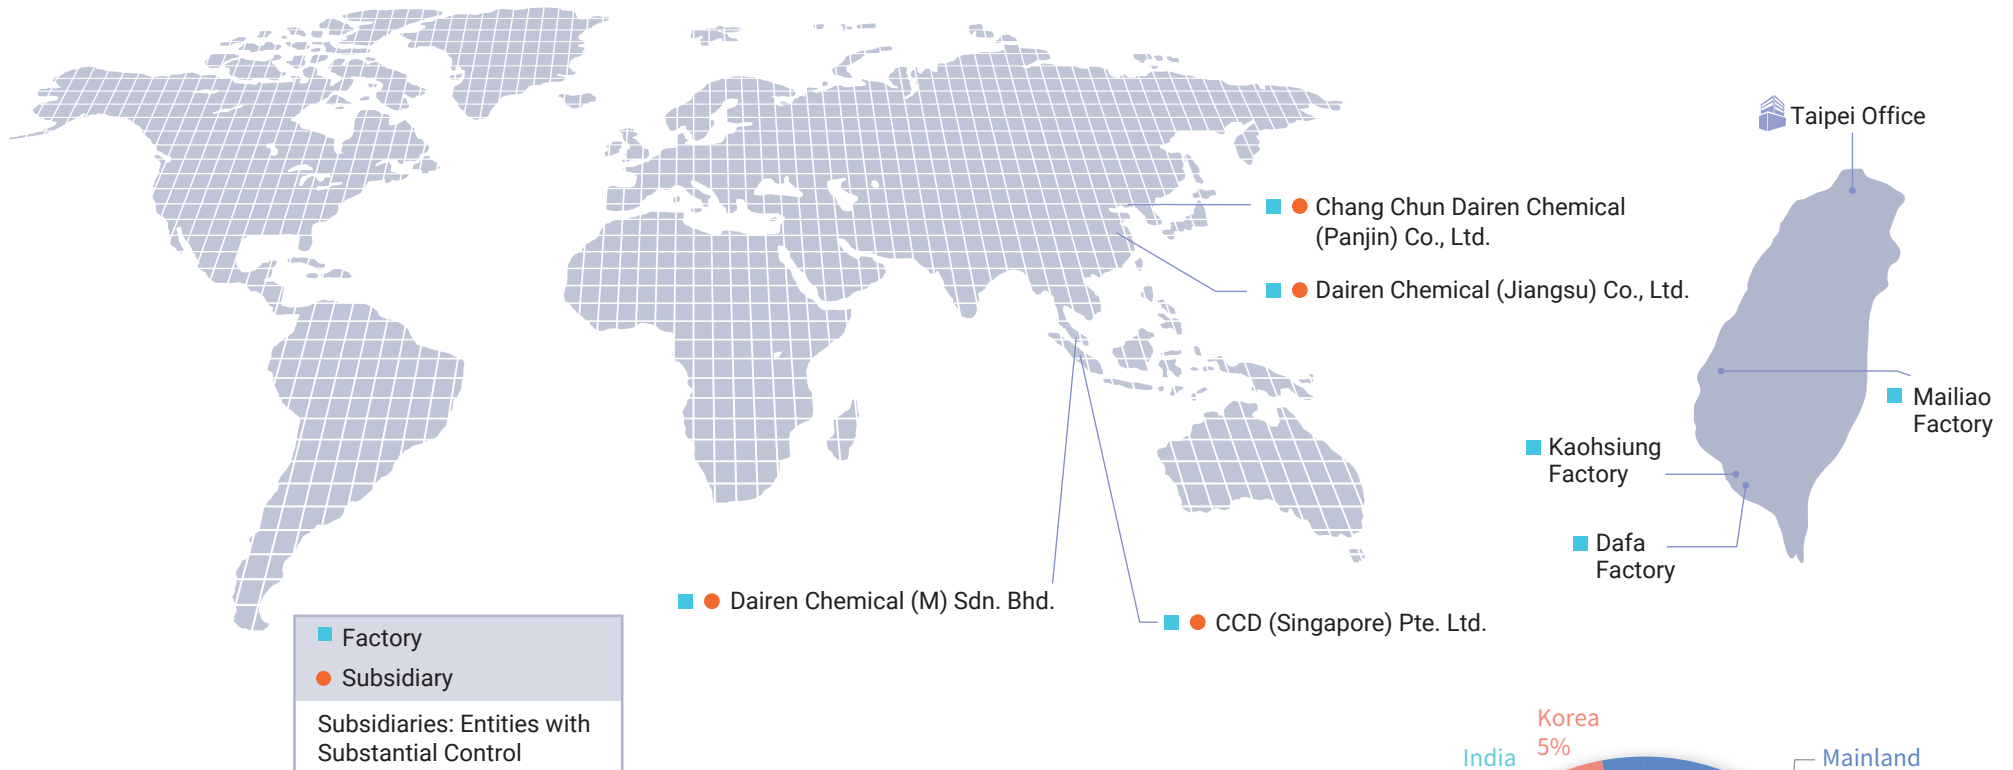 Taipei Office
Chang Chun Dairen Chemical
(Panjin) Co., Ltd.
Dairen Chemical (Jiangsu) Co., Ltd.
Mailiao
Factory
Kaohsiung
Factory
Dafa
Factory
Dairen Chemical (M) Sdn. Bhd.
CCD (Singapore) Pte. Ltd.
Factory
Subsidiary
Subsidiaries: Entities with
Substantial Control
Korea
5%
India
Mainland